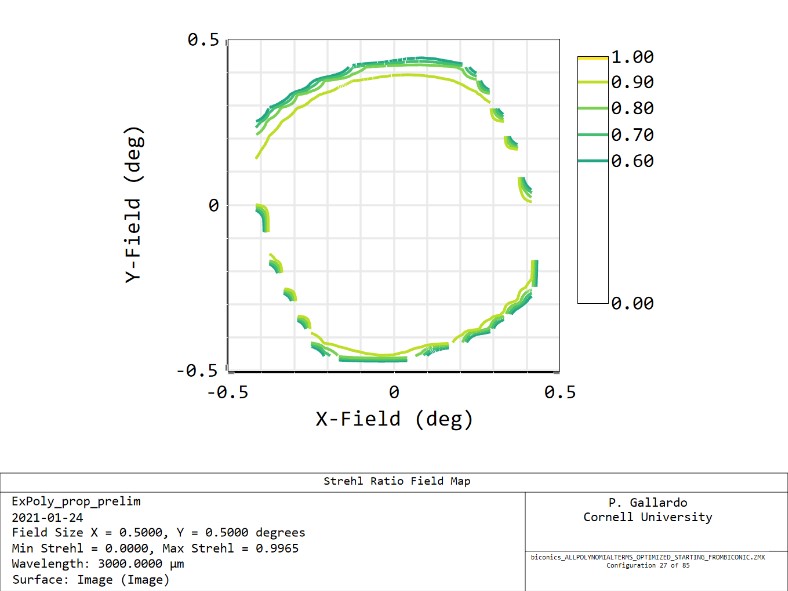 0.5
0
-0.5
Y-Field (deg)
-0.5
0
0.5
X-Field (deg)
1.00
0.90
0.80
0.70
0.60
0.00
Strehl Ratio Field Map
ExPoly_prop_prelim
2021-01-24
Field Size X = 0.5000, Y = 0.5000 degrees
Min Strehl = 0.0000, Max Strehl = 0.9965
Wavelength: 3000.0000 µm
Surface: Image (Image)
P. Gallardo
Cornell University
biconics_ALLPOLYNOMIALTERMS_OPTIMIZED_STARTING_FROMBICONIC.ZMX
Configuration 27 of 85